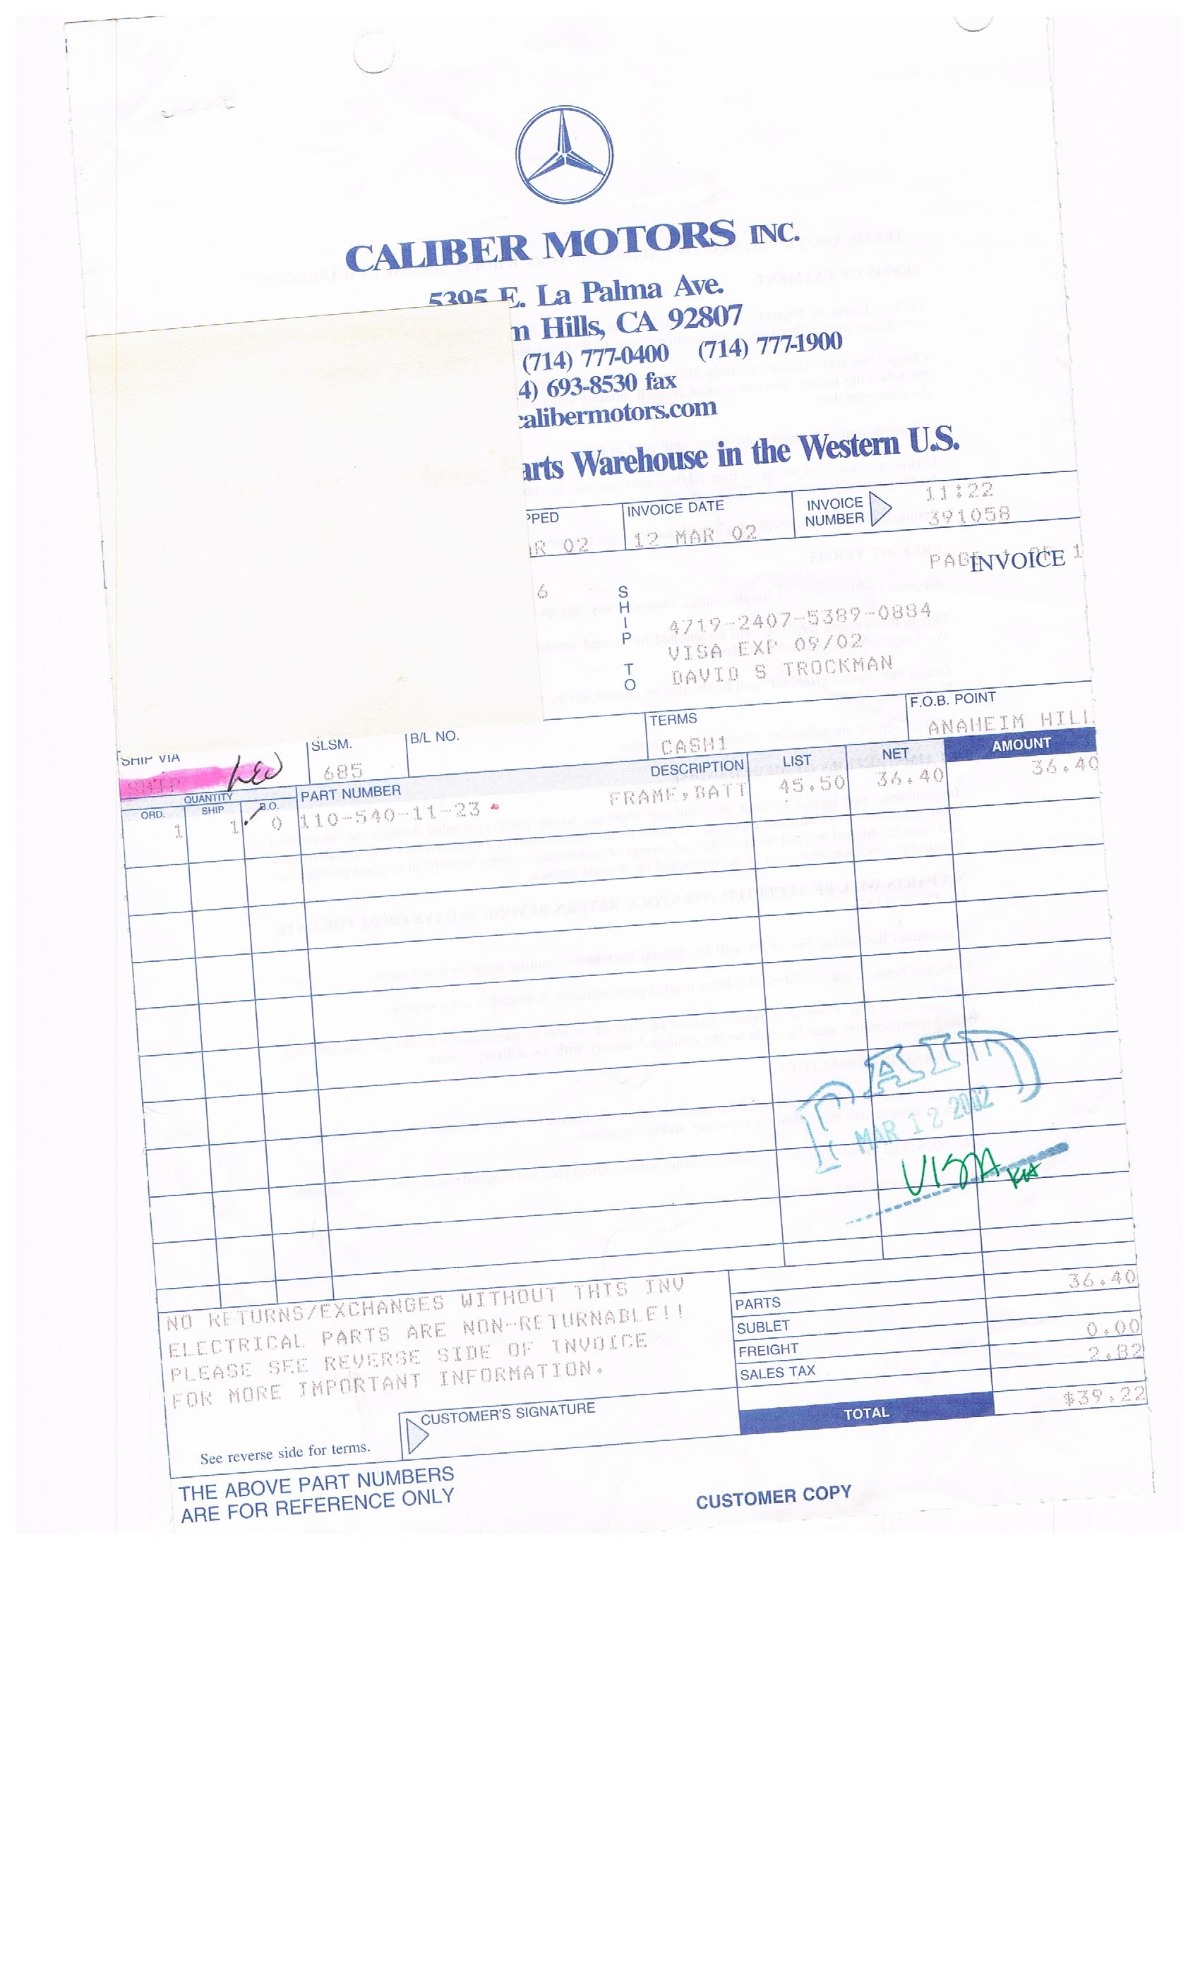 CALIBER MOTORS INC.
5395 E. La Palma Ave.
m Hills, CA 92807
(714) 777-0400 (714) 777-1900
4) 693-8530 fax
calibermotors.com
arts Warehouse in the Western U.S.
PPED INVOICE DATE INVOICE NUMBER 11:22
AR 02 12 MAR 02 391058
PAGE 1 OF 1
INVOICE
6
SHIP TO
4719-2407-5389-0884
VISA EXP 09/02
DAVID S TROCKMAN
SHIP VIA SLSM. B/L NO. TERMS F.O.B. POINT
SHIP 685 CASH1 ANAHEIM HILL
QUANTITY
ORD. SHIP B.O. PART NUMBER DESCRIPTION LIST NET AMOUNT
1 1 0 110-540-11-23 FRAME,BATT 45.50 36.40 36.40
PAID
MAR 12 2002
VISA
NO RETURNS/EXCHANGES WITHOUT THIS INV
ELECTRICAL PARTS ARE NON-RETURNABLE!!
PLEASE SEE REVERSE SIDE OF INVOICE
FOR MORE IMPORTANT INFORMATION.
PARTS 36.40
SUBLET
FREIGHT 0.00
SALES TAX 2.82
TOTAL $39.22
CUSTOMER'S SIGNATURE
See reverse side for terms.
THE ABOVE PART NUMBERS
ARE FOR REFERENCE ONLY
CUSTOMER COPY